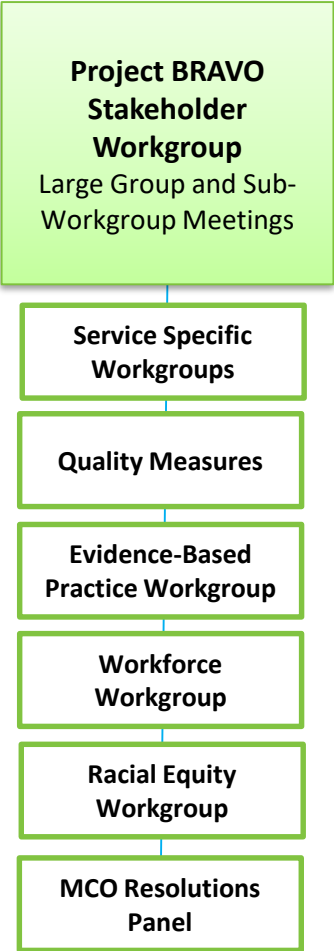 Project BRAVO
Stakeholder
Workgroup
Large Group and Sub-
Workgroup Meetings
Service Specific
Workgroups
Quality Measures
Evidence-Based
Practice Workgroup
Workforce
Workgroup
Racial Equity
Workgroup
MCO Resolutions
Panel